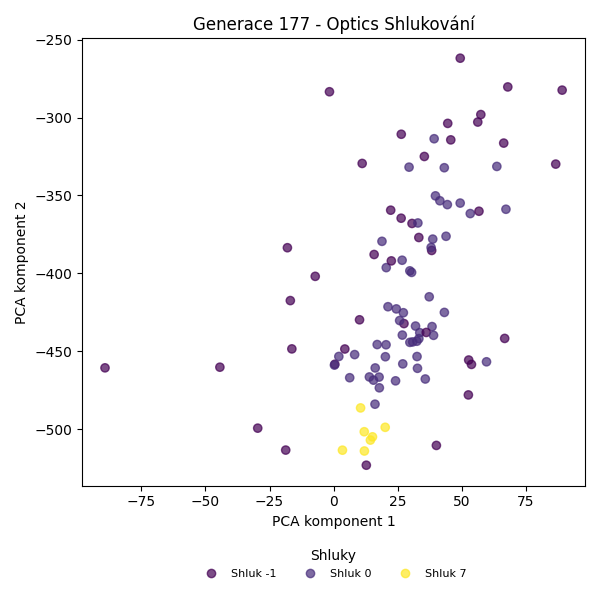 Generace 177 - Optics Shlukování
−250
−300
−350
−400
−450
−500
PCA komponent 2
−75
−50
−25
0
25
50
75
PCA komponent 1
Shluky
Shluk -1
Shluk 0
Shluk 7